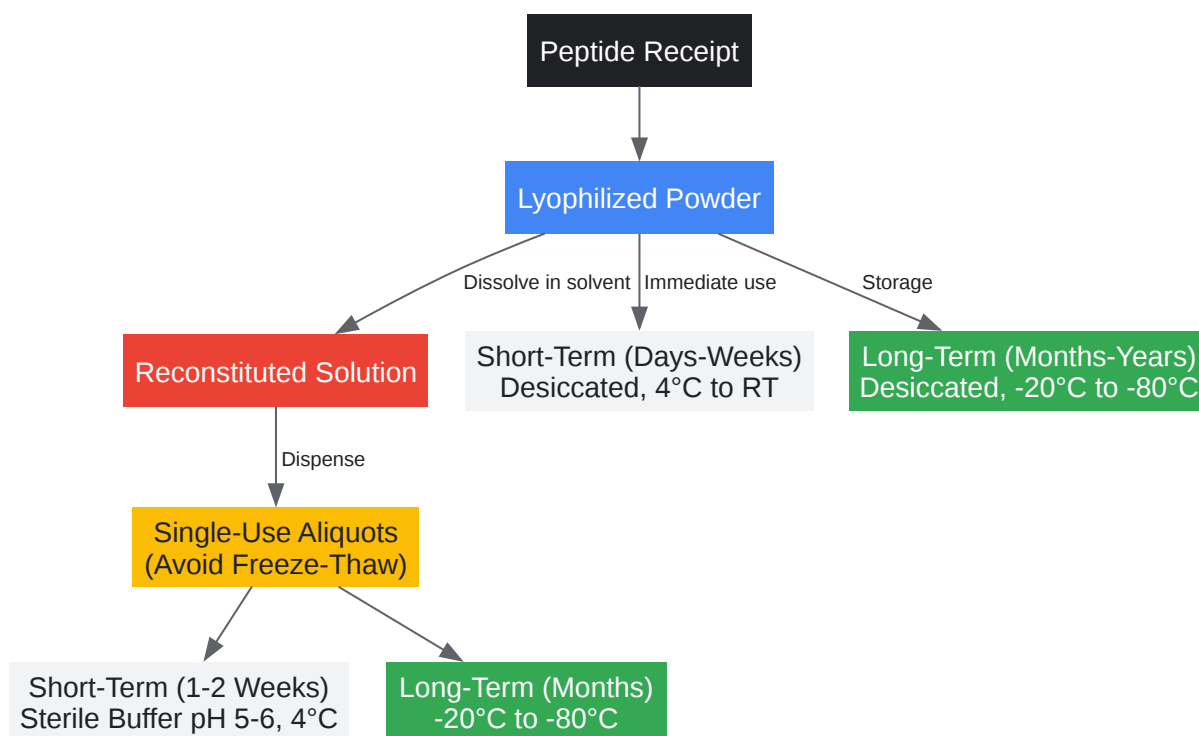 Peptide Receipt
Lyophilized Powder
Dissolve in solvent
Immediate use
Storage
Reconstituted Solution
Short-Term (Days-Weeks)
Desiccated, 4°C to RT
Long-Term (Months-Years)
Desiccated, -20°C to -80°C
Dispense
Single-Use Aliquots
(Avoid Freeze-Thaw)
Short-Term (1-2 Weeks)
Sterile Buffer pH 5-6, 4°C
Long-Term (Months)
-20°C to -80°C